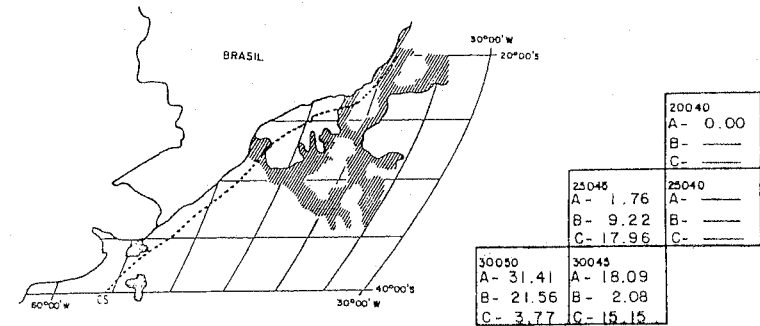 30°00' W
20°00'S
BRASIL
60°00' W
CS
30°00' W
40°00'S
20040
A- 0.00
B- ——
C- ——
25045
A- 1.76
B- 9.22
C- 17.96
25040
A- ——
B- ——
C- ——
30050
A- 31.41
B- 21.56
C- 3.77
30045
A- 18.09
B- 2.08
C- 15.15